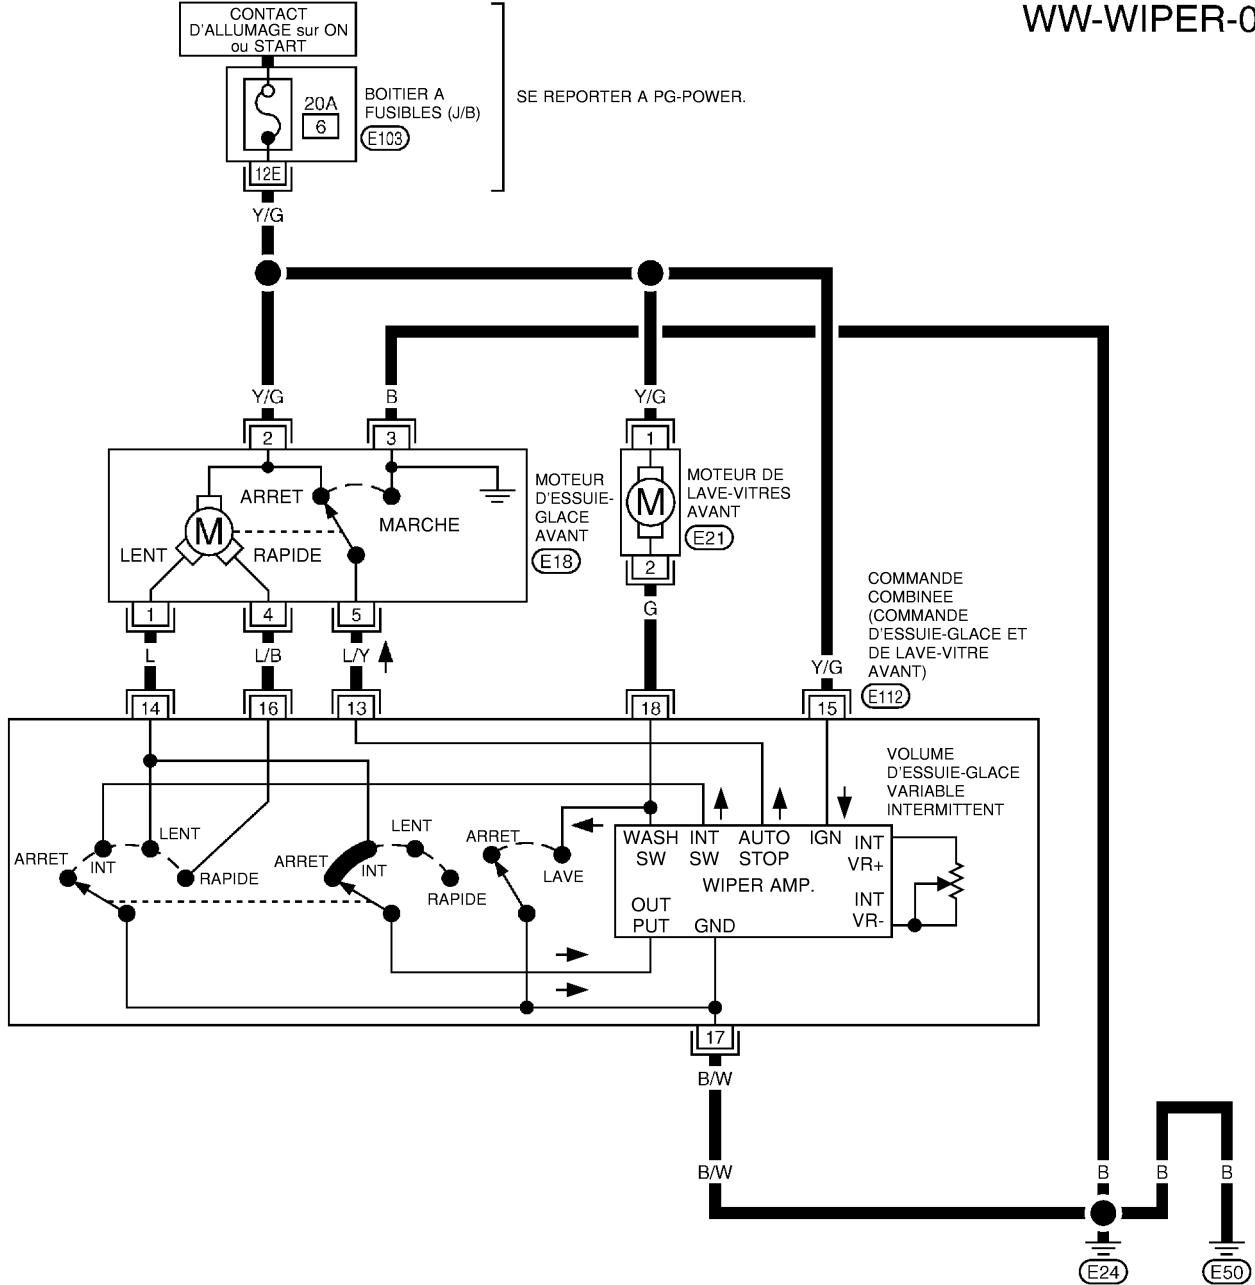 WW-WIPER-0
CONTACT
D'ALLUMAGE sur ON
ou START
20A
6
BOITIER A
FUSIBLES (J/B)
E103
SE REPORTER A PG-POWER.
12E
Y/G
Y/G
B
Y/G
2
3
1
ARRET
MARCHE
M
LENT
RAPIDE
MOTEUR
D'ESSUIE-
GLACE
AVANT
E18
M
MOTEUR DE
LAVE-VITRES
AVANT
E21
1
4
5
2
L
L/B
L/Y
G
Y/G
COMMANDE
COMBINEE
(COMMANDE
D'ESSUIE-GLACE ET
DE LAVE-VITRE
AVANT)
E112
14
16
13
18
15
VOLUME
D'ESSUIE-GLACE
VARIABLE
INTERMITTENT
ARRET
INT
LENT
RAPIDE
ARRET
INT
LENT
RAPIDE
ARRET
LAVE
WASH
SW
INT
SW
AUTO
STOP
IGN
INT
VR+
WIPER AMP.
INT
VR-
OUT
PUT
GND
17
B/W
B/W
B
B
B
E24
E50